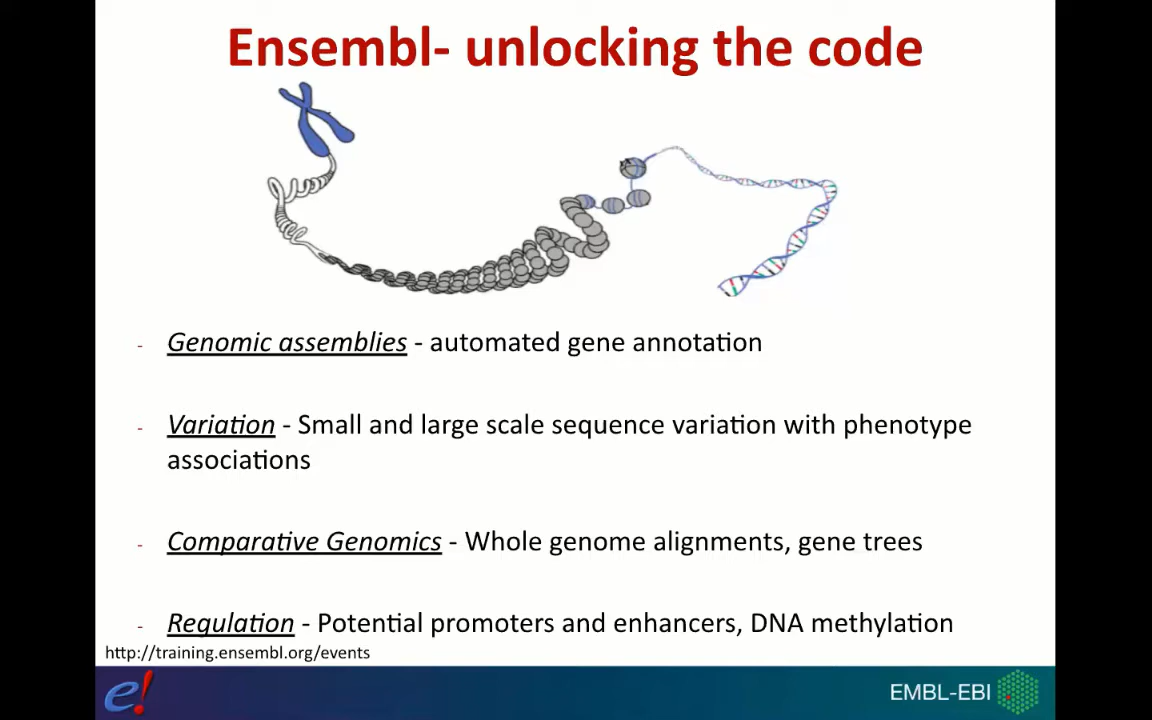 Ensembl- unlocking the code
- Genomic assemblies - automated gene annotation
- Variation - Small and large scale sequence variation with phenotype
associations
- Comparative Genomics - Whole genome alignments, gene trees
- Regulation - Potential promoters and enhancers, DNA methylation
http://training.ensembl.org/events
e!
EMBL-EBI